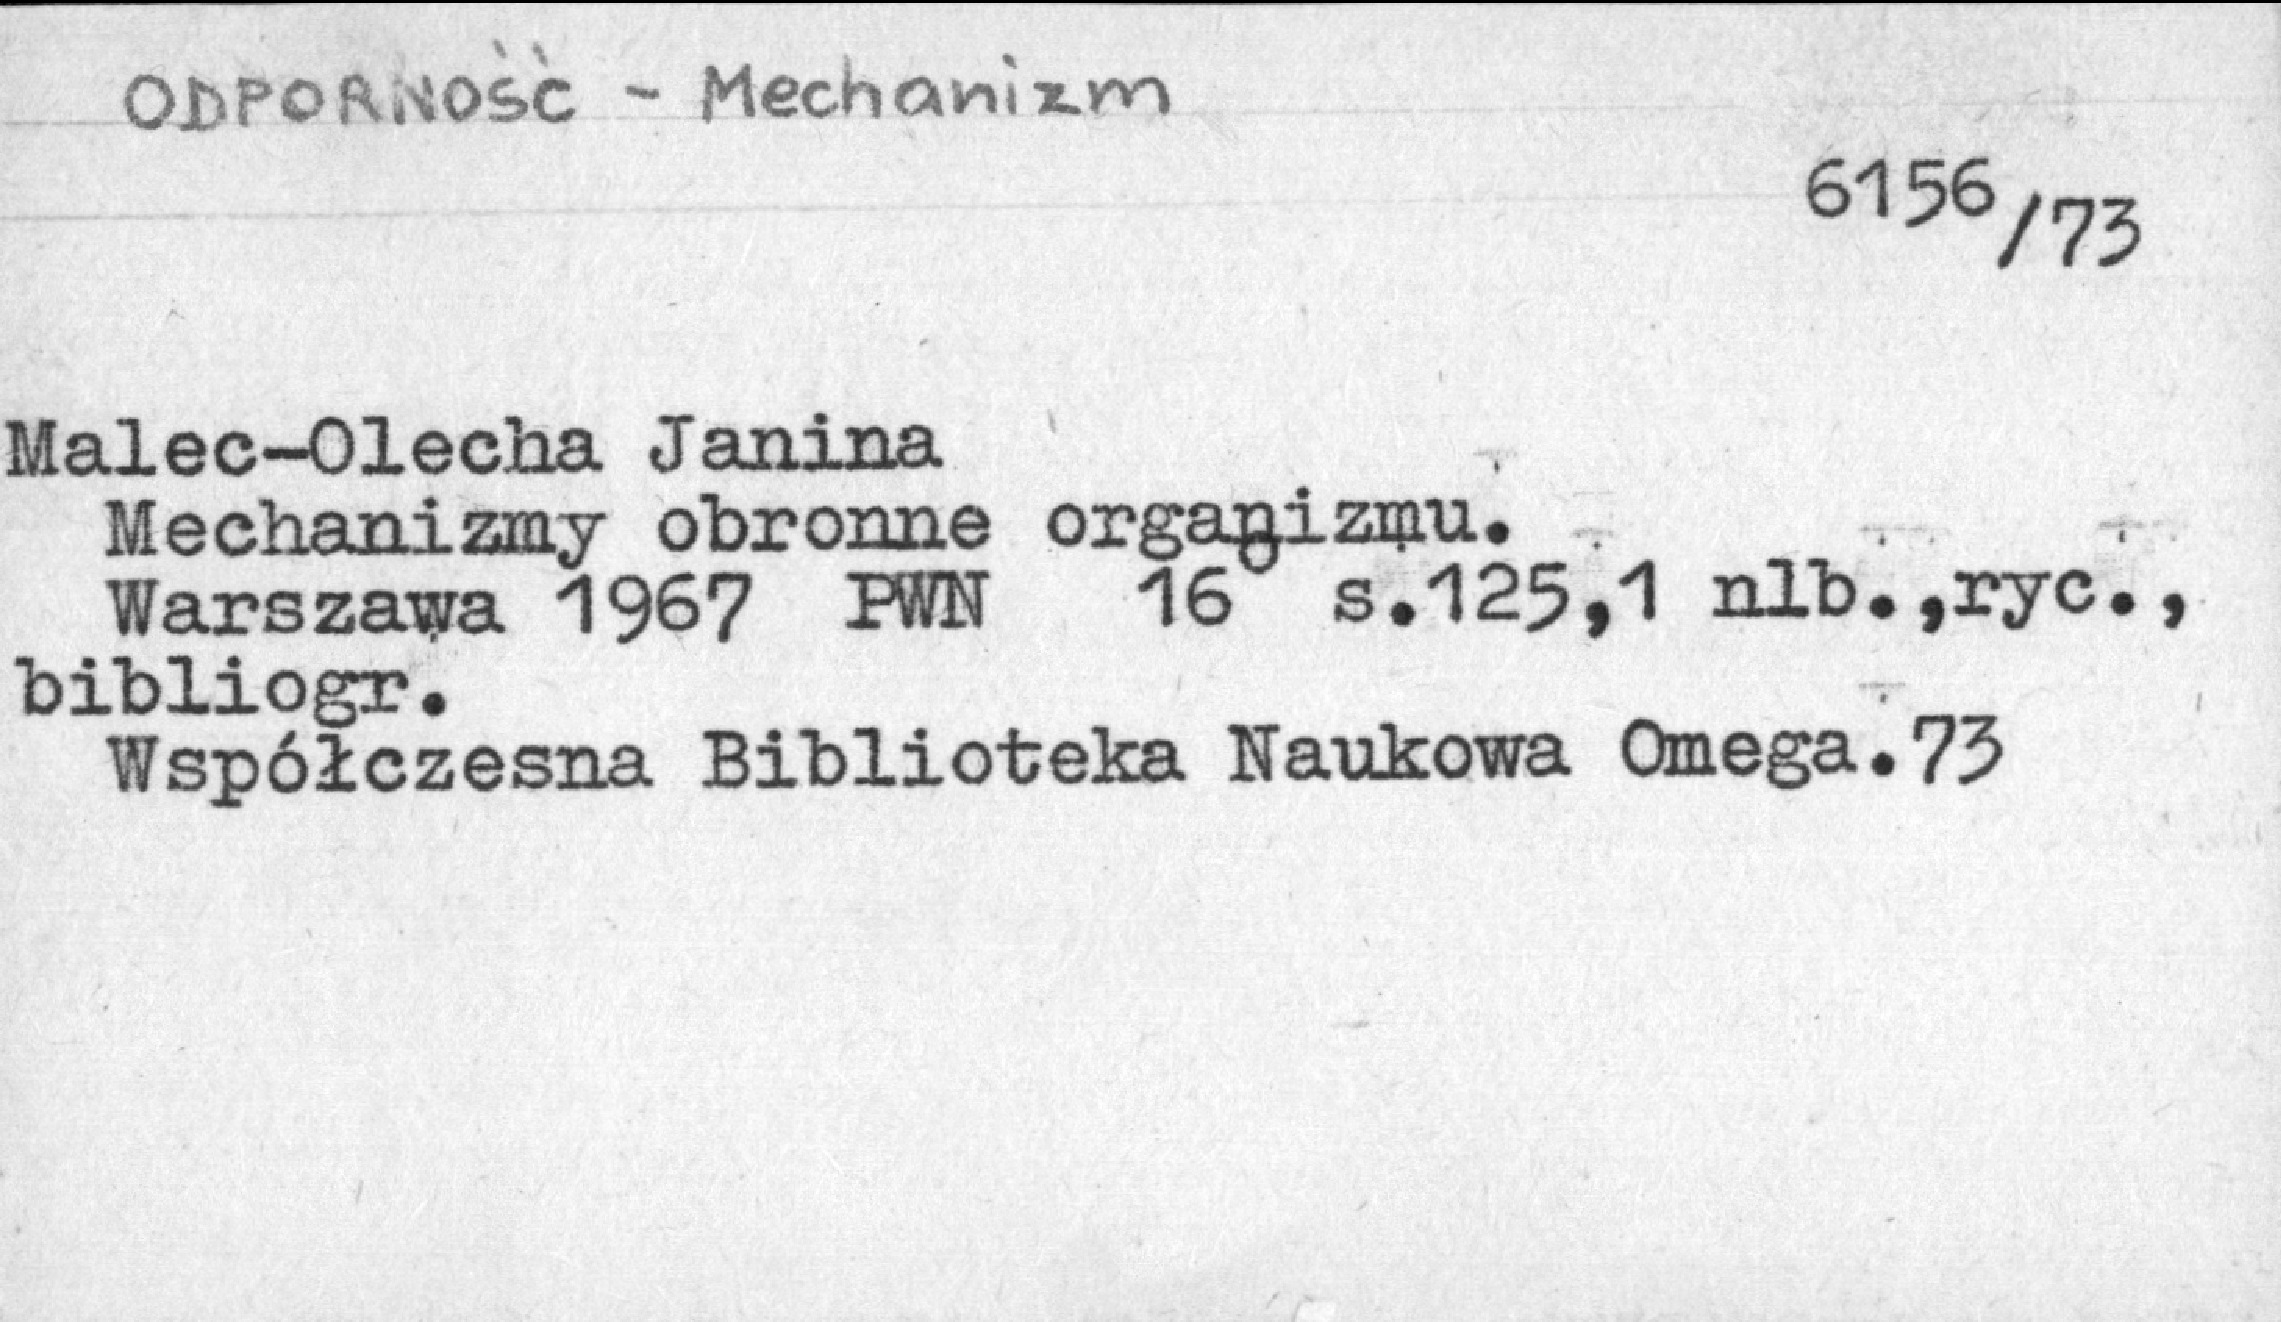 ODPORNOŚĆ - Mechanizm
6156/73
Malec-Olecha Janina
Mechanizmy obronne organizmu.
Warszawa 1967 PWN 16° s.125,1 nlb.,ryc.,
bibliogr.
Współczesna Biblioteka Naukowa Omega.73